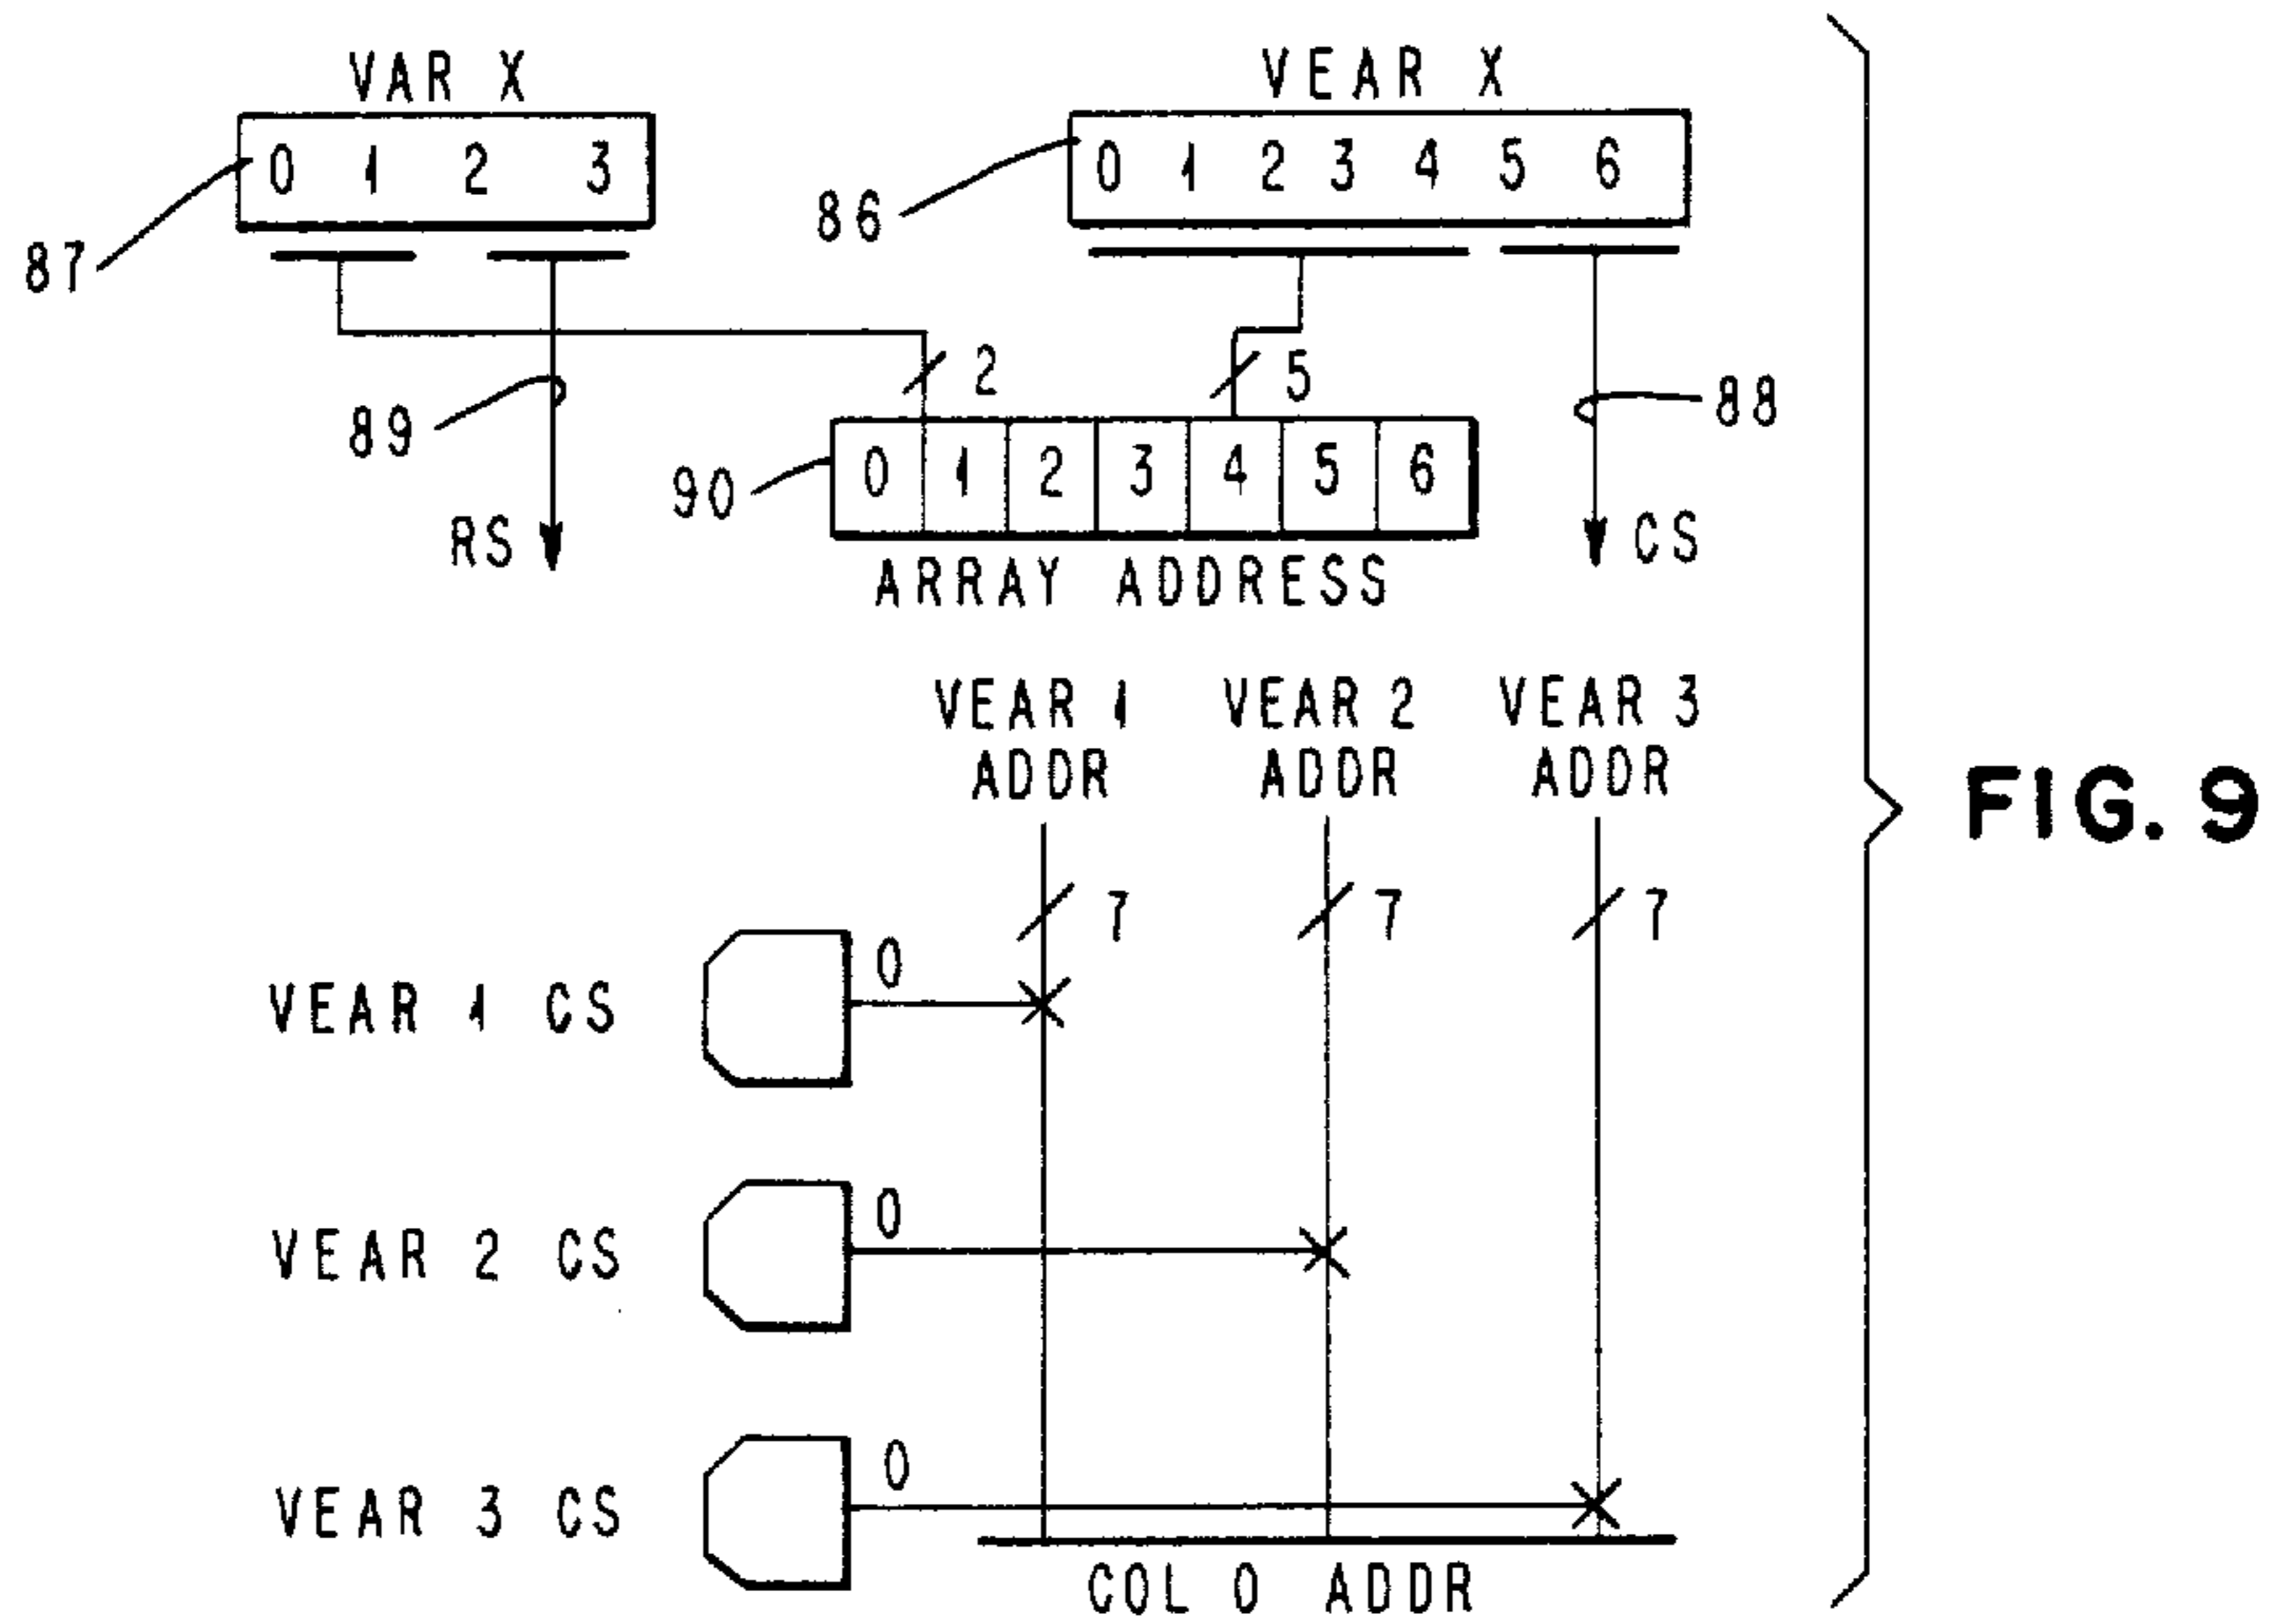 VAR X
VEAR X
0 1 2 3
0 1 2 3 4 5 6
87
86
2
5
89
88
90
0 1 2 3 4 5 6
RS
CS
ARRAY ADDRESS
VEAR 1 ADDR
VEAR 2 ADDR
VEAR 3 ADDR
FIG. 9
7
7
7
0
VEAR 1 CS
0
VEAR 2 CS
0
VEAR 3 CS
COL 0 ADDR